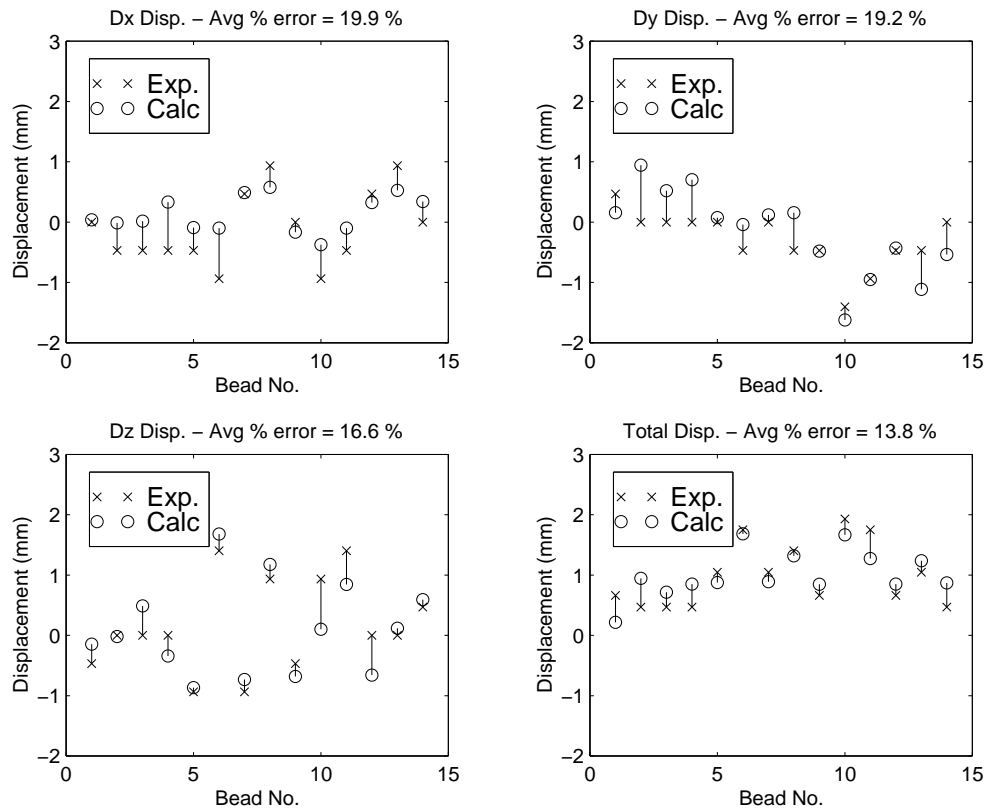 Dx Disp. − Avg % error = 19.9 %
3
2
1
0
−1
−2
0
5
10
15
Displacement (mm)
Bead No.
Exp.
Calc
Dy Disp. − Avg % error = 19.2 %
3
2
1
0
−1
−2
0
5
10
15
Displacement (mm)
Bead No.
Exp.
Calc
Dz Disp. − Avg % error = 16.6 %
3
2
1
0
−1
−2
0
5
10
15
Displacement (mm)
Bead No.
Exp.
Calc
Total Disp. − Avg % error = 13.8 %
3
2
1
0
−1
−2
0
5
10
15
Displacement (mm)
Bead No.
Exp.
Calc